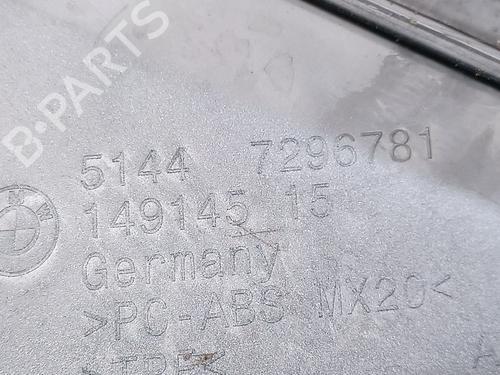 B-PARTS
5144 7296781
149145 15
Germany
>PC-ABS MX20<